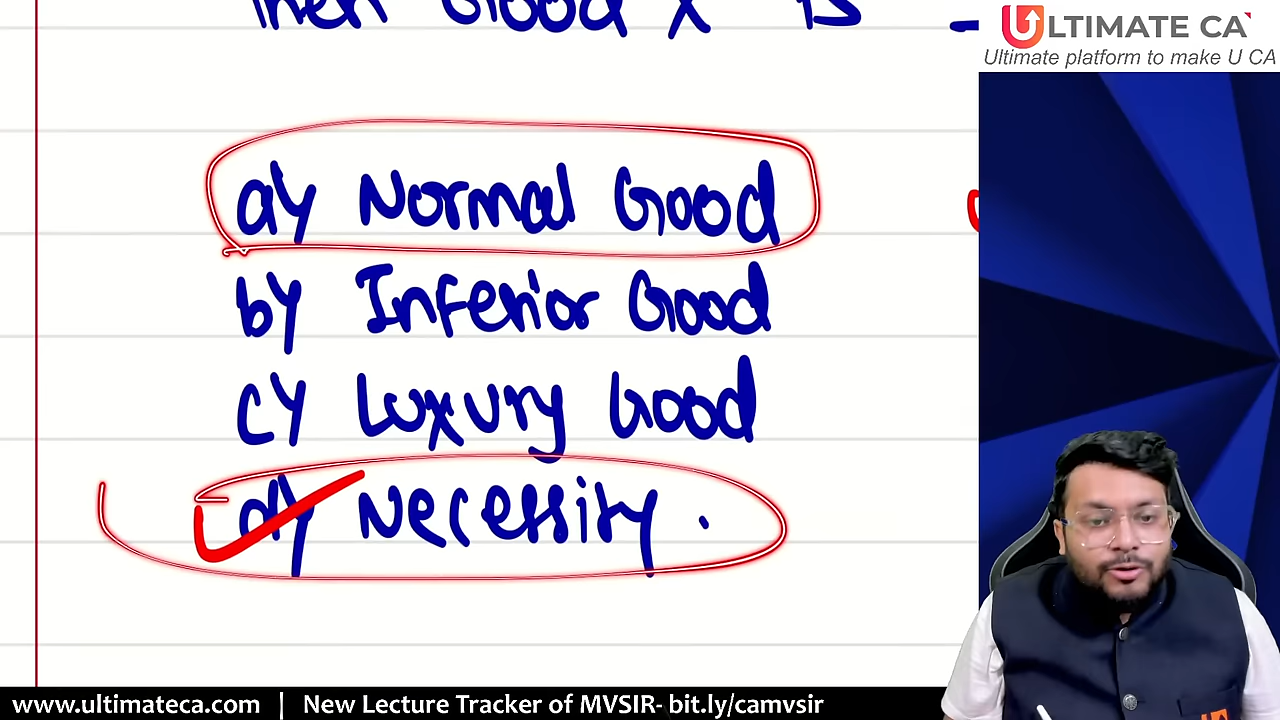 then Good X is _
ULTIMATE CA
Ultimate platform to make U CA
a) Normal Good
b) Inferior Good
c) Luxury Good
d) Necessity.
www.ultimateca.com | New Lecture Tracker of MVSIR- bit.ly/camvsir